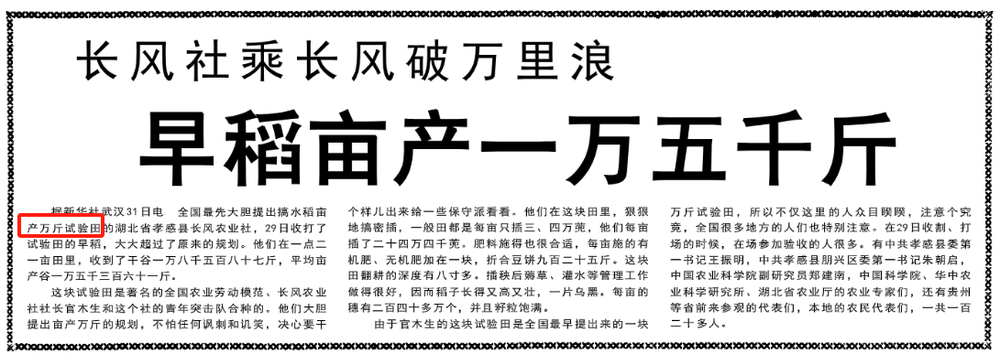 长风社乘长风破万里浪
早稻亩产一万五千斤
据新华社武汉31日电　全国最先大胆提出搞水稻亩
产万斤试验田的湖北省孝感县长风农业社，29日收打了
试验田的早稻，大大超过了原来的规划。他们在一点二
一亩田里，收到了干谷一万八千五百八十七斤，平均亩
产谷一万五千三百六十一斤。
这块试验田是著名的全国农业劳动模范、长风农业
社社长官木生和这个社的青年突击队合种的。他们大胆
提出亩产万斤的规划，不怕任何讽刺和讥笑，决心要干
个样儿出来给一些保守派看看。他们在这块田里，狠狠
地搞密插，一般田都是每亩只插三、四万蔸，他们每亩
插了二十四万四千蔸。肥料施得也很合适，每亩施的有
机肥、无机肥加在一块，折合豆饼九百二十五斤。这块
田翻耕的深度有八寸多。插秧后薅草、灌水等管理工作
做得很好，因而稻子长得又高又壮，一片乌黑。每亩的
穗有二百四十多万个，并且籽粒饱满。
由于官木生的这块试验田是全国最早提出来的一块
万斤试验田，所以不仅这里的人众目睽睽，注意个究
竟，全国很多地方的人们也特别注意。在29日收割、打
场的时候，在场参加验收的人很多。有中共孝感县委第
一书记王振明，中共孝感县朋兴区委第一书记朱朝启，
中国农业科学院副研究员郑建南，中国科学院、华中农
业科学研究所、湖北省农业厅的农业专家们，还有贵州
等省前来参观的代表们，本地的农民代表们，一共一百
二十多人。